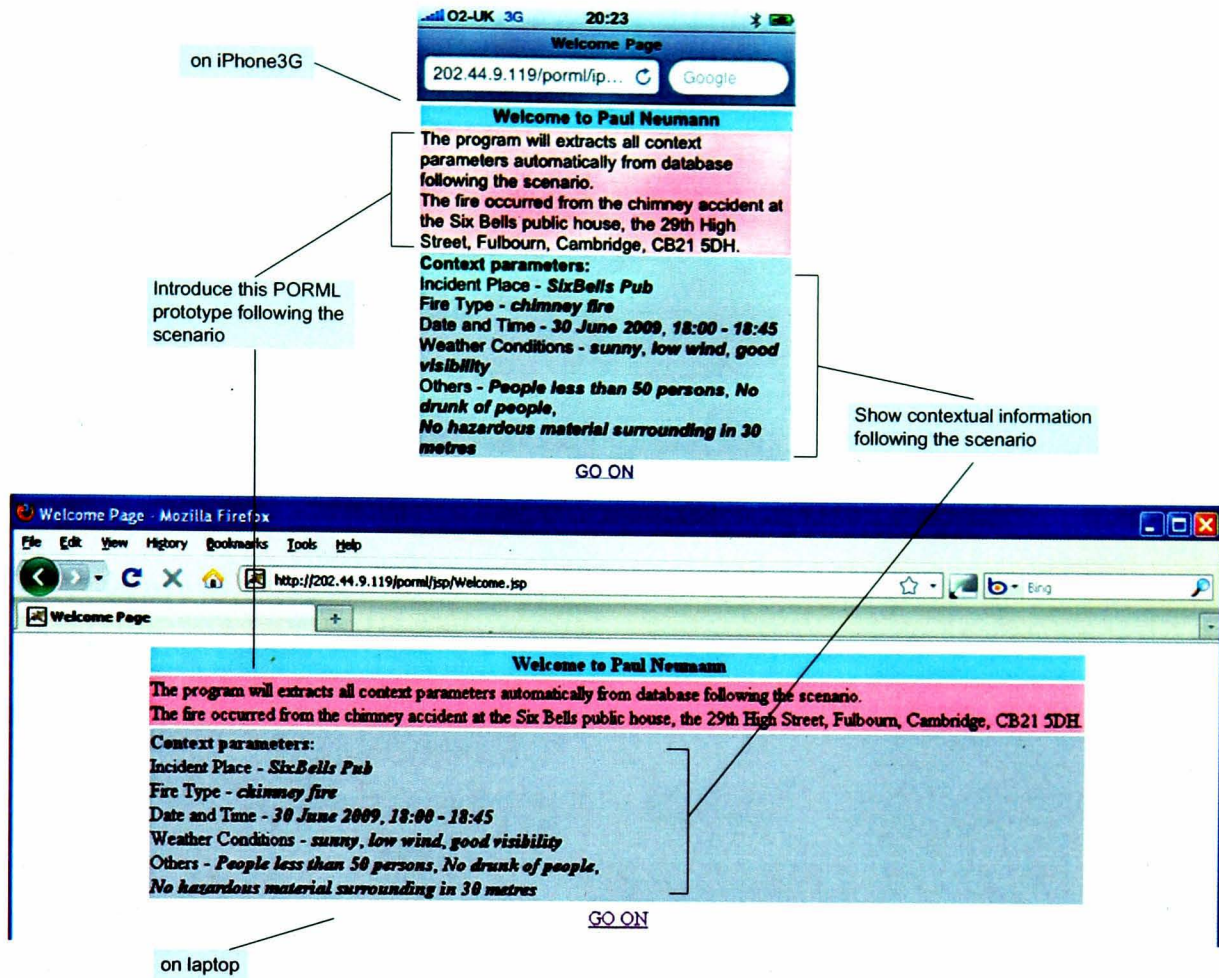 O2-UK 3G 20:23
Welcome Page
on iPhone3G
202.44.9.119/porml/ip... Google
Welcome to Paul Neumann
The program will extracts all context
parameters automatically from database
following the scenario.
The fire occurred from the chimney accident at
the Six Bells public house, the 29th High
Street, Fulbourn, Cambridge, CB21 5DH.
Introduce this PORML
prototype following the
scenario
Context parameters:
Incident Place - SixBells Pub
Fire Type - chimney fire
Date and Time - 30 June 2009, 18:00 - 18:45
Weather Conditions - sunny, low wind, good
visibility
Others - People less than 50 persons, No
drunk of people,
No hazardous material surrounding in 30
metres
Show contextual information
following the scenario
GO ON
Welcome Page - Mozilla Firefox
File Edit View History Bookmarks Tools Help
http://202.44.9.119/porml/jsp/Welcome.jsp Bing
Welcome Page
Welcome to Paul Neumann
The program will extracts all context parameters automatically from database following the scenario.
The fire occurred from the chimney accident at the Six Bells public house, the 29th High Street, Fulbourn, Cambridge, CB21 5DH.
Context parameters:
Incident Place - SixBells Pub
Fire Type - chimney fire
Date and Time - 30 June 2009, 18:00 - 18:45
Weather Conditions - sunny, low wind, good visibility
Others - People less than 50 persons, No drunk of people,
No hazardous material surrounding in 30 metres
GO ON
on laptop